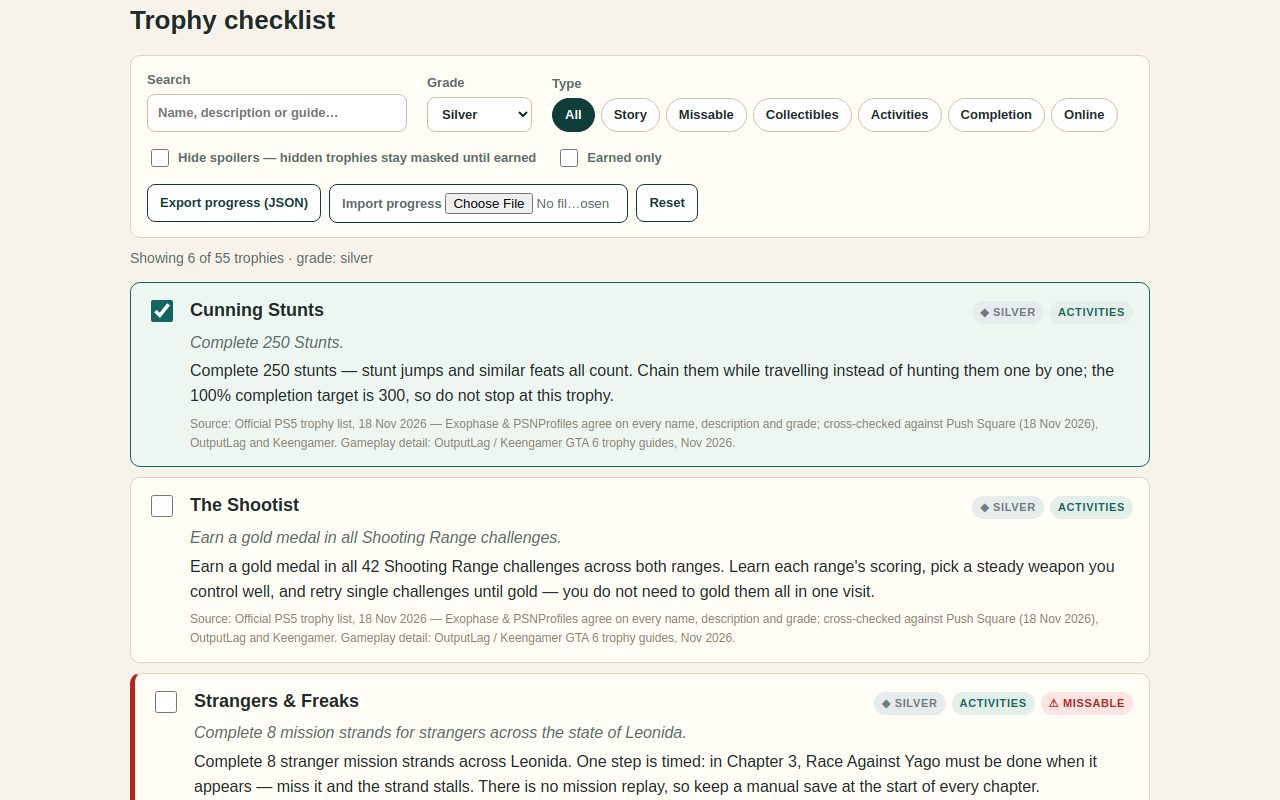 Trophy checklist
Search
Grade
Type
Name, description or guide…
Silver
All
Story
Missable
Collectibles
Activities
Completion
Online
Hide spoilers — hidden trophies stay masked until earned
Earned only
Export progress (JSON)
Import progress Choose File No fil…osen
Reset
Showing 6 of 55 trophies · grade: silver
Cunning Stunts
◆ SILVER
ACTIVITIES
Complete 250 Stunts.
Complete 250 stunts — stunt jumps and similar feats all count. Chain them while travelling instead of hunting them one by one; the
100% completion target is 300, so do not stop at this trophy.
Source: Official PS5 trophy list, 18 Nov 2026 — Exophase & PSNProfiles agree on every name, description and grade; cross-checked against Push Square (18 Nov 2026),
OutputLag and Keengamer. Gameplay detail: OutputLag / Keengamer GTA 6 trophy guides, Nov 2026.
The Shootist
◆ SILVER
ACTIVITIES
Earn a gold medal in all Shooting Range challenges.
Earn a gold medal in all 42 Shooting Range challenges across both ranges. Learn each range's scoring, pick a steady weapon you
control well, and retry single challenges until gold — you do not need to gold them all in one visit.
Source: Official PS5 trophy list, 18 Nov 2026 — Exophase & PSNProfiles agree on every name, description and grade; cross-checked against Push Square (18 Nov 2026),
OutputLag and Keengamer. Gameplay detail: OutputLag / Keengamer GTA 6 trophy guides, Nov 2026.
Strangers & Freaks
◆ SILVER
ACTIVITIES
⚠ MISSABLE
Complete 8 mission strands for strangers across the state of Leonida.
Complete 8 stranger mission strands across Leonida. One step is timed: in Chapter 3, Race Against Yago must be done when it
appears — miss it and the strand stalls. There is no mission replay, so keep a manual save at the start of every chapter.